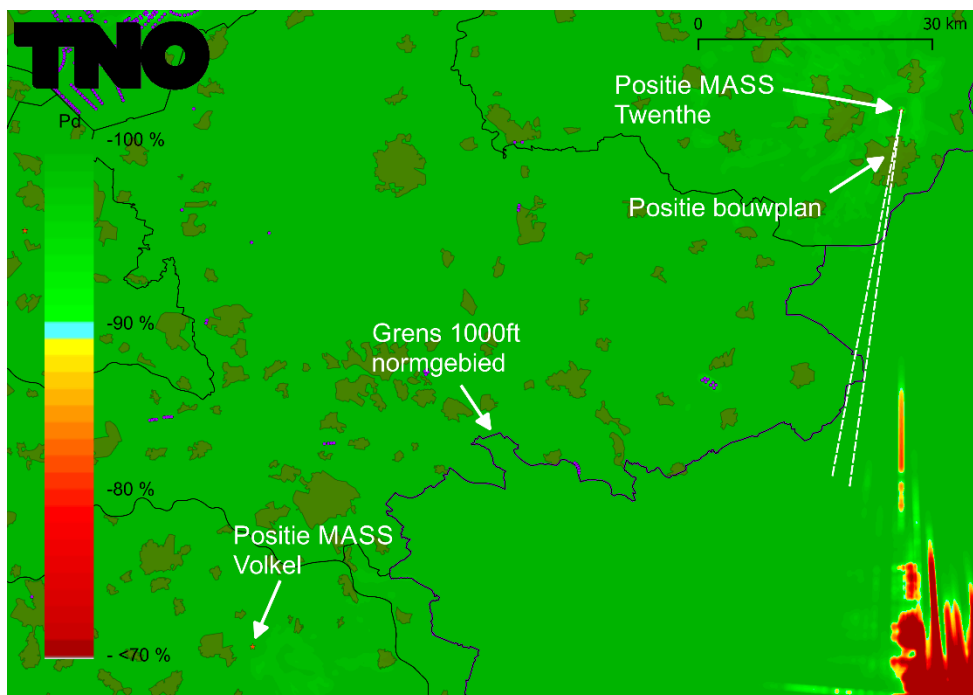 TNO
Pd
-100 %
-90 %
-80 %
- <70 %
0 30 km
Positie MASS
Twenthe
Positie bouwplan
Grens 1000ft
normgebied
Positie MASS
Volkel